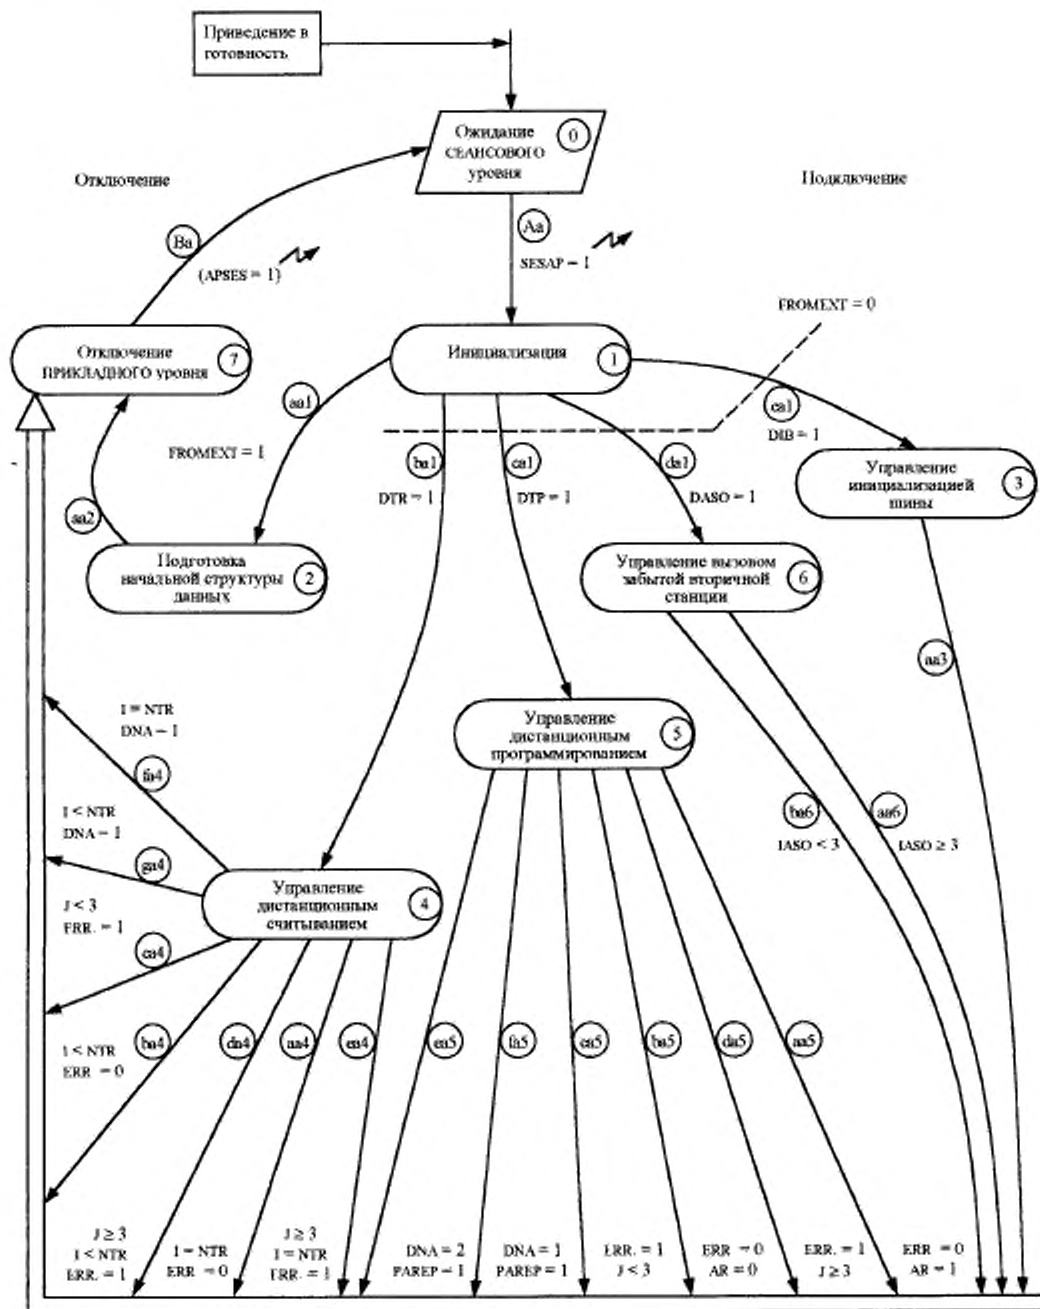 Приведение в
готовность
Ожидание
СЕАНСОВОГО
уровня
0
Отключение
Подключение
Ba
(APSES = 1)
Aa
SESAP = 1
FROMEXT = 0
Отключение
ПРИКЛАДНОГО уровня
7
Инициализация
1
aa1
ea1
DIB = 1
FROMEXT = 1
ba1
DTR = 1
ca1
DTP = 1
da1
DASO = 1
Управление
инициализацией
шины
3
aa2
Подготовка
начальной структуры
данных
2
Управление вызовом
забытой вторичной
станции
6
aa3
I = NTR
DNA = 1
Управление
дистанционным
программированием
5
fa4
I < NTR
DNA = 1
ba6
IASO < 3
aa6
IASO ≥ 3
ga4
Управление
дистанционным
считыванием
4
J < 3
ERR. = 1
ca4
I < NTR
ERR = 0
ba4
da4
aa4
ea4
ea5
fa5
ca5
ba5
da5
aa5
J ≥ 3
I < NTR
ERR. = 1
I = NTR
ERR = 0
J ≥ 3
I = NTR
ERR. = 1
DNA = 2
PAREP = 1
DNA = 1
PAREP = 1
ERR. = 1
J < 3
ERR = 0
AR = 0
ERR. = 1
J ≥ 3
ERR = 0
AR = 1